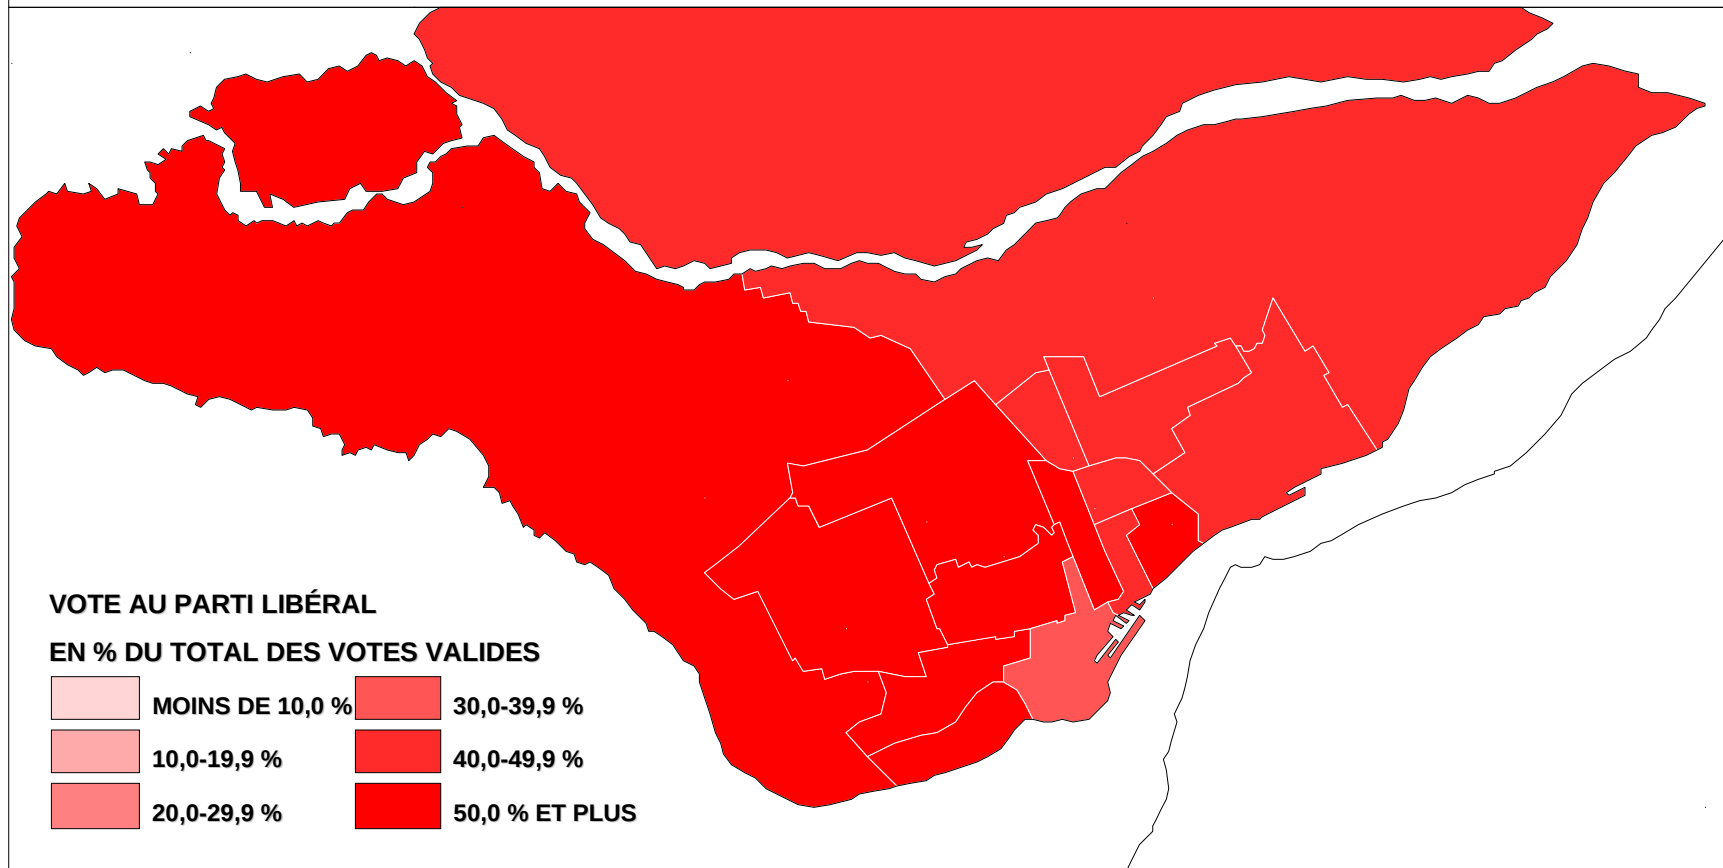 VOTE AU PARTI LIBÉRAL
EN % DU TOTAL DES VOTES VALIDES
MOINS DE 10,0 %
10,0-19,9 %
20,0-29,9 %
30,0-39,9 %
40,0-49,9 %
50,0 % ET PLUS